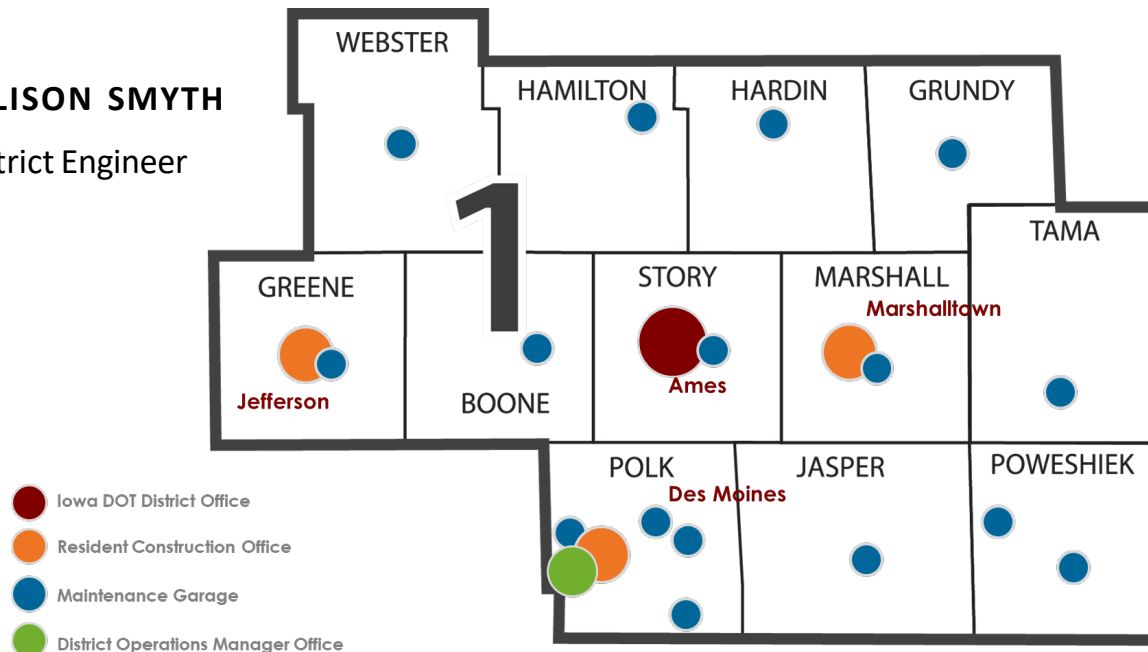 WEBSTER
LISON SMYTH
HAMILTON
HARDIN
GRUNDY
trict Engineer
1
TAMA
GREENE
STORY
MARSHALL
Marshalltown
Jefferson
BOONE
Ames
POLK
JASPER
POWESHIEK
Des Moines
Iowa DOT District Office
Resident Construction Office
Maintenance Garage
District Operations Manager Office